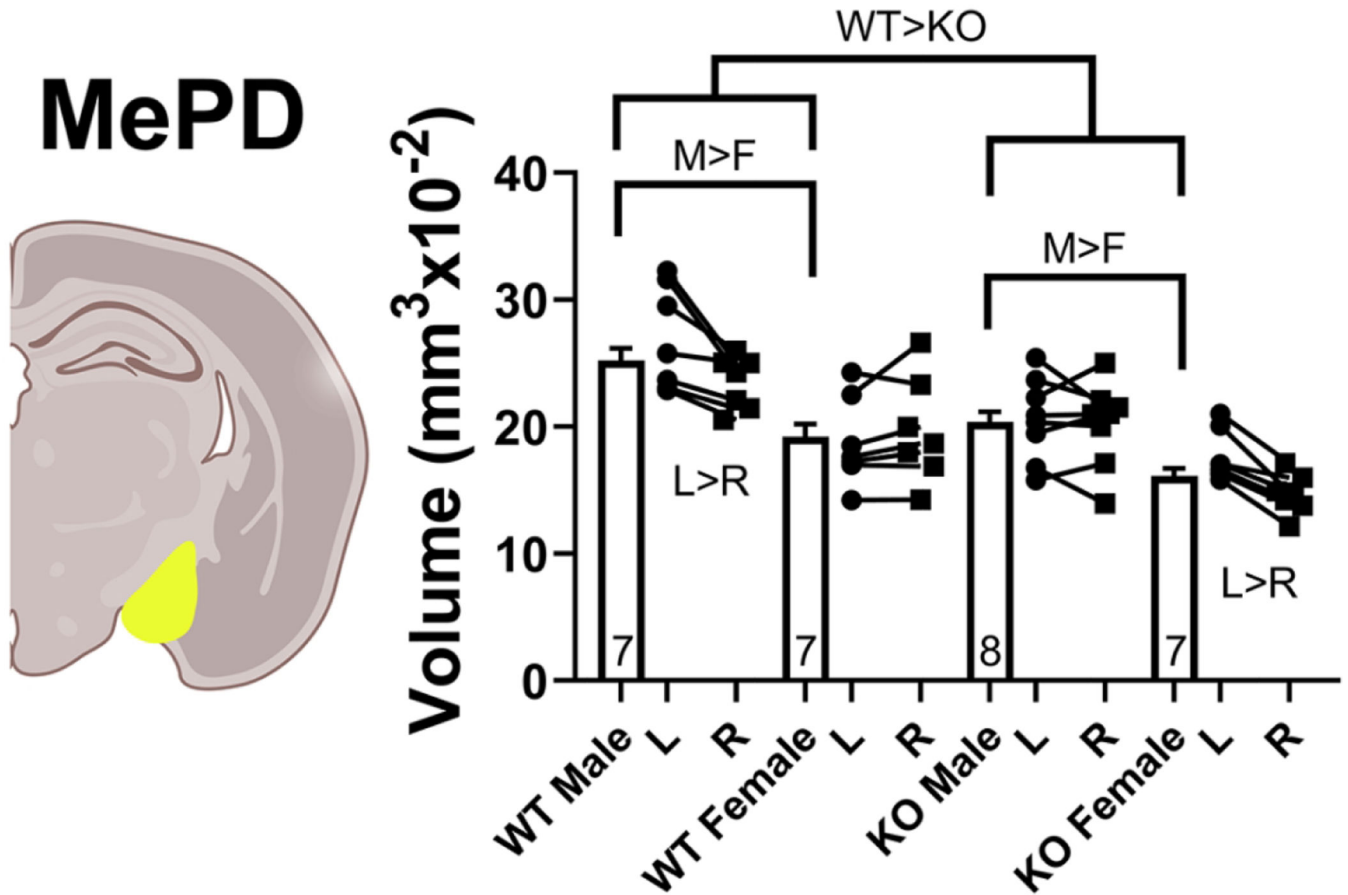 MePD
Volume (mm³x10⁻²)
WT>KO
M>F
M>F
40
30
20
10
0
L>R
L>R
7
7
8
7
WT Male
L
R
WT Female
L
R
KO Male
L
R
KO Female
L
R